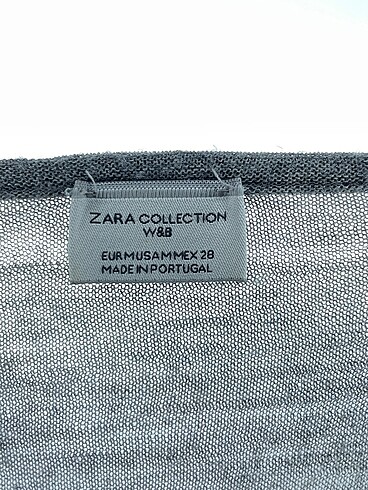 ZARA COLLECTION
W&B
EUR M USA M MEX 28
MADE IN PORTUGAL